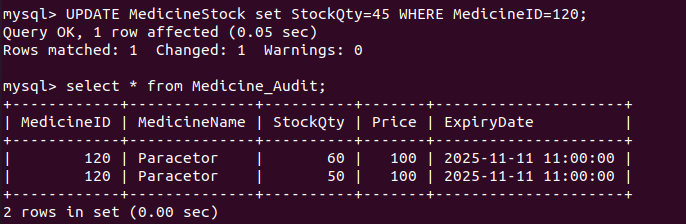 mysql> UPDATE MedicineStock set StockQty=45 WHERE MedicineID=120;
Query OK, 1 row affected (0.05 sec)
Rows matched: 1  Changed: 1  Warnings: 0

mysql> select * from Medicine_Audit;
+------------+--------------+----------+-------+---------------------+
| MedicineID | MedicineName | StockQty | Price | ExpiryDate          |
+------------+--------------+----------+-------+---------------------+
|        120 | Paracetor    |       60 |   100 | 2025-11-11 11:00:00 |
|        120 | Paracetor    |       50 |   100 | 2025-11-11 11:00:00 |
+------------+--------------+----------+-------+---------------------+
2 rows in set (0.00 sec)